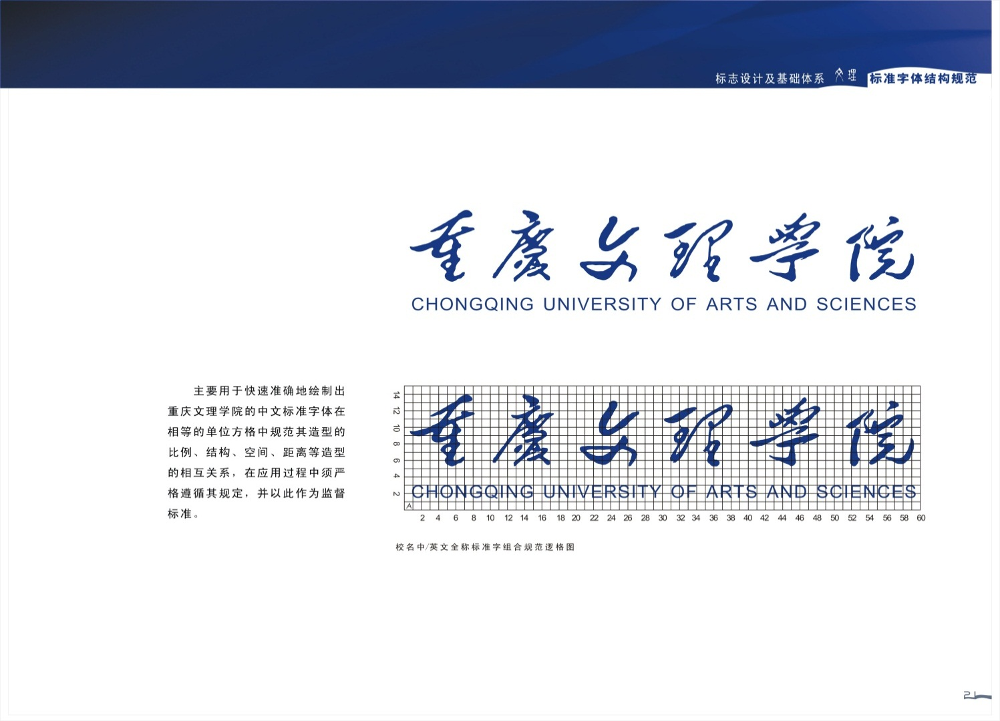 标志设计及基础体系 文理 标准字体结构规范
重慶文理學院
CHONGQING UNIVERSITY OF ARTS AND SCIENCES
主要用于快速准确地绘制出
重庆文理学院的中文标准字体在
相等的单位方格中规范其造型的
比例、结构、空间、距离等造型
的相互关系，在应用过程中须严
格遵循其规定，并以此作为监督
标准。
14
12
10
8
6
4
2
重慶文理學院
CHONGQING UNIVERSITY OF ARTS AND SCIENCES
A
2 4 6 8 10 12 14 16 18 20 22 24 26 28 30 32 34 36 38 40 42 44 46 48 50 52 54 56 58 60
校名中/英文全称标准字组合规范逻格图
21